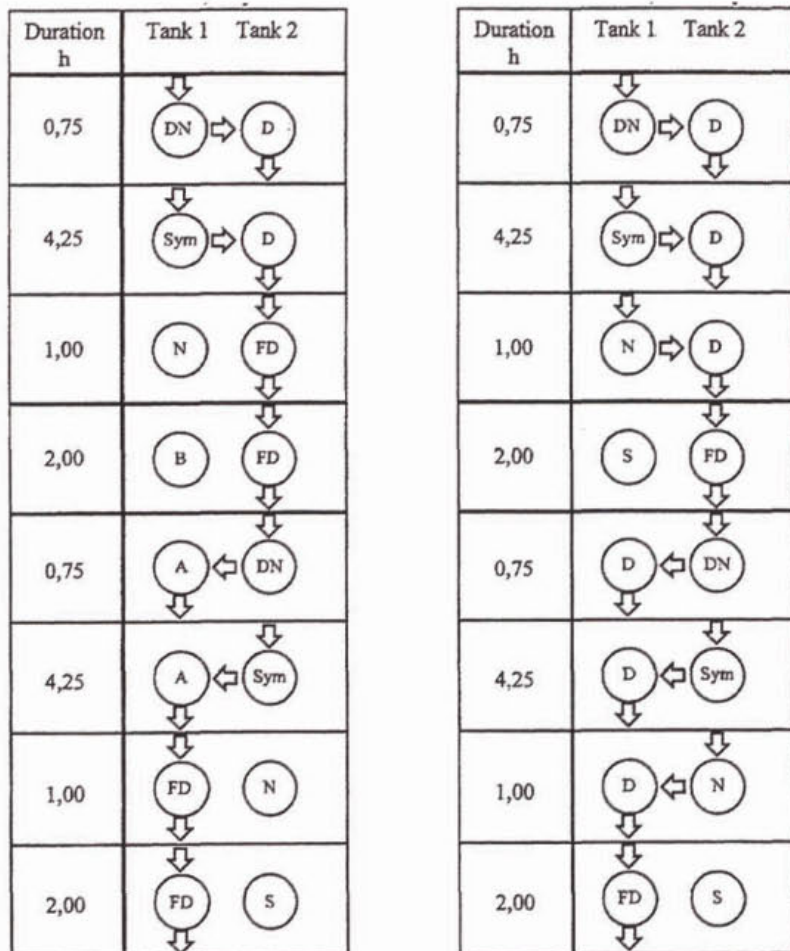 Duration Tank 1 Tank 2
h
0,75 DN D
4,25 Sym D
1,00 N FD
2,00 B FD
0,75 A DN
4,25 A Sym
1,00 FD N
2,00 FD S
Duration Tank 1 Tank 2
h
0,75 DN D
4,25 Sym D
1,00 N D
2,00 S FD
0,75 D DN
4,25 D Sym
1,00 D N
2,00 FD S